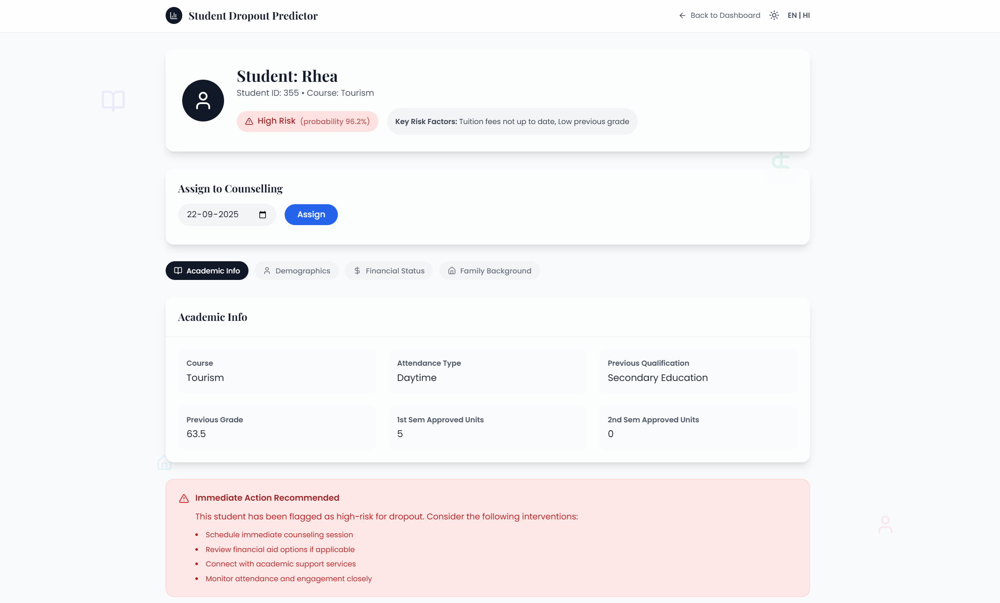 Student Dropout Predictor
Back to Dashboard
EN | HI
Student: Rhea
Student ID: 355 • Course: Tourism
High Risk (probability 96.2%)
Key Risk Factors: Tuition fees not up to date, Low previous grade
Assign to Counselling
22-09-2025
Assign
Academic Info
Demographics
Financial Status
Family Background
Academic Info
Course
Tourism
Attendance Type
Daytime
Previous Qualification
Secondary Education
Previous Grade
63.5
1st Sem Approved Units
5
2nd Sem Approved Units
0
Immediate Action Recommended
This student has been flagged as high-risk for dropout. Consider the following interventions:
• Schedule immediate counseling session
• Review financial aid options if applicable
• Connect with academic support services
• Monitor attendance and engagement closely